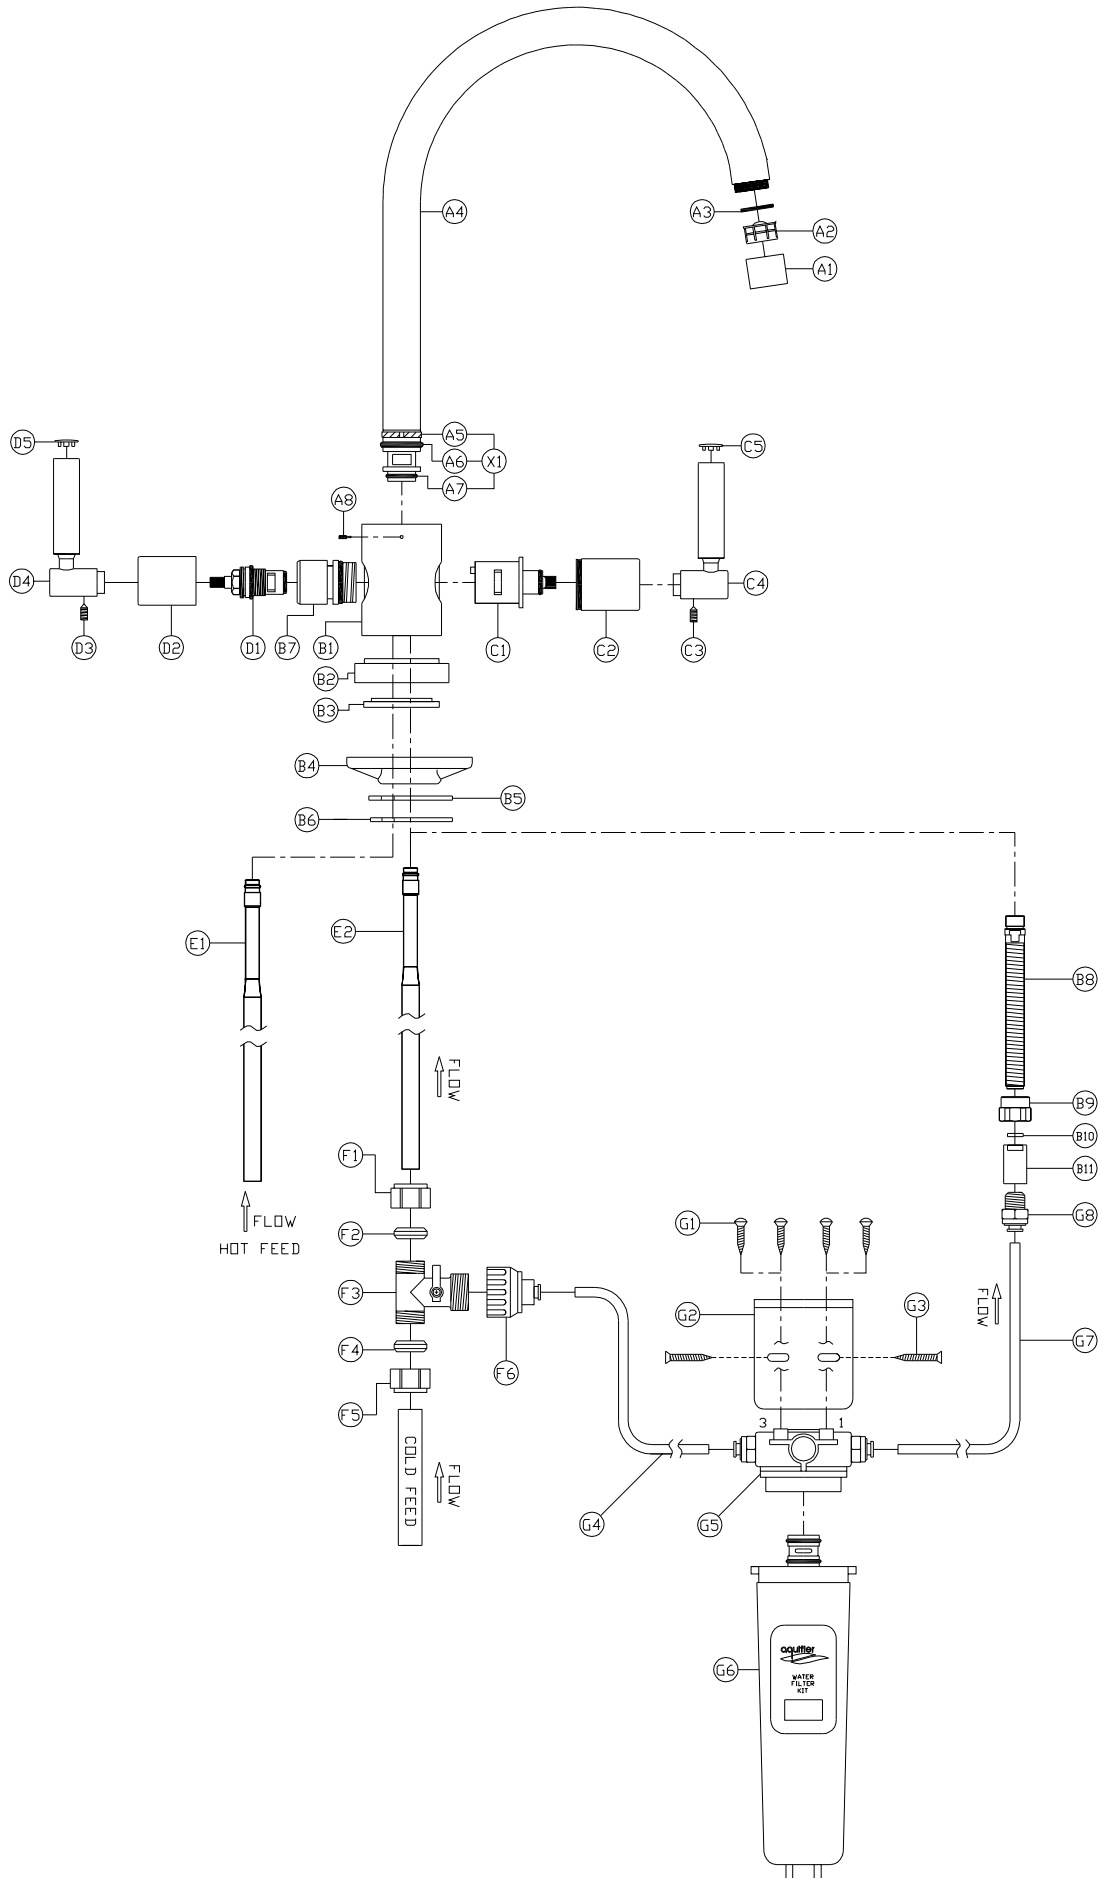 A4
A3
A2
A1
D5
A5
C5
A6
X1
A7
A8
D4
C4
D3
D2
D1
B7
B1
C1
C2
C3
B2
B3
B4
B5
B6
E1
E2
B8
FLOW
B9
B10
F1
B11
FLOW
HOT FEED
F2
G1
G8
F3
G2
G3
FLOW
G7
F4
F6
F5
3
1
COLD FEED
FLOW
G4
G5
aquifier
G6
WATER
FILTER
KIT